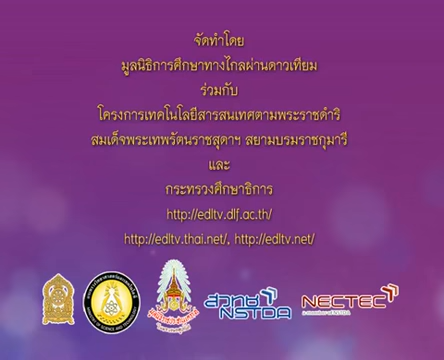 จัดทำโดย
มูลนิธิการศึกษาทางไกลผ่านดาวเทียม
ร่วมกับ
โครงการเทคโนโลยีสารสนเทศตามพระราชดำริ
สมเด็จพระเทพรัตนราชสุดาฯ สยามบรมราชกุมารี
และ
กระทรวงศึกษาธิการ
http://edltv.dlf.ac.th/
http://edltv.thai.net/, http://edltv.net/
สวทช NECTEC
NSTDA a member of NSTDA